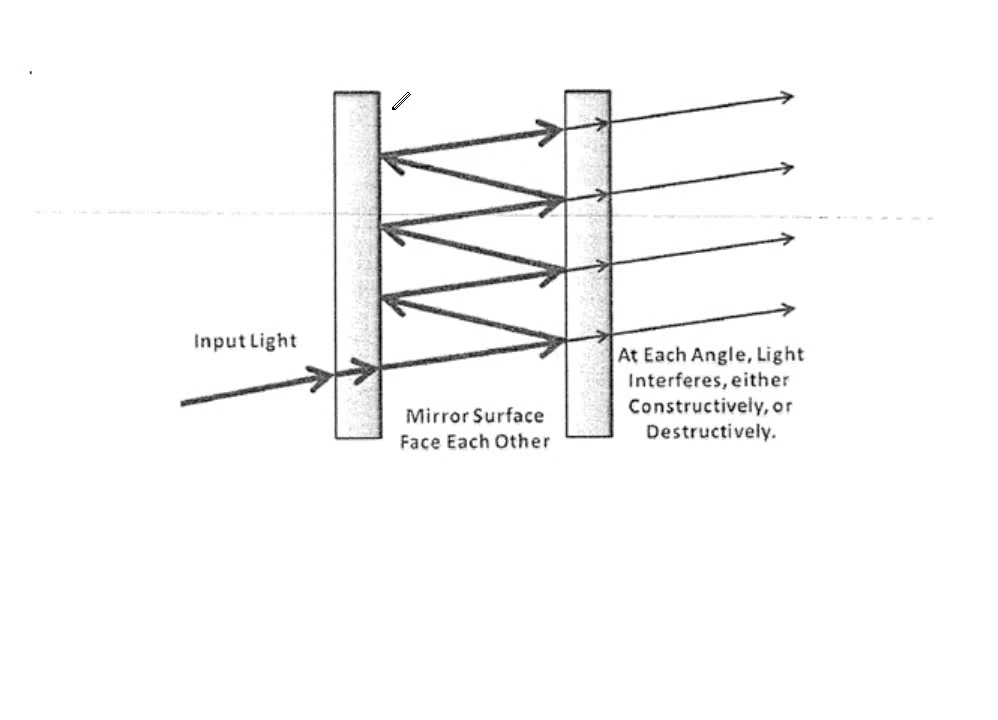 Input Light
Mirror Surface
Face Each Other
At Each Angle, Light
Interferes, either
Constructively, or
Destructively.